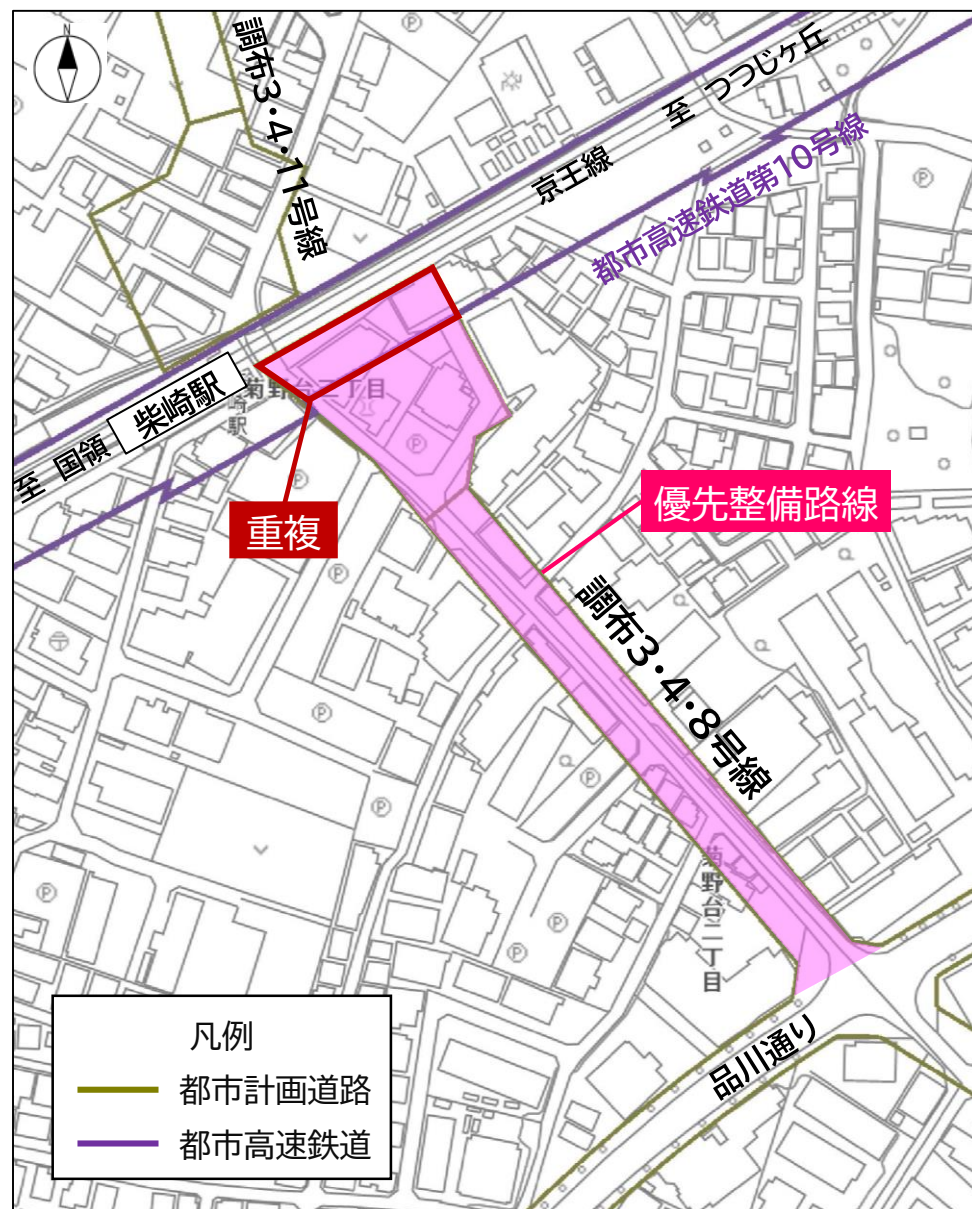 N
調布3・4・11号線
至 つつじヶ丘
京王線
都市高速鉄道第10号線
菊野台三丁目
柴崎駅
至 国領
重複
優先整備路線
調布3・4・8号線
菊野台二丁目
品川通り
凡例
都市計画道路
都市高速鉄道
Ⓟ
Ⓟ
Ⓟ
Ⓟ
Ⓟ
Ⓟ
Ⓟ
Ⓟ
Ⓟ
Ⓟ